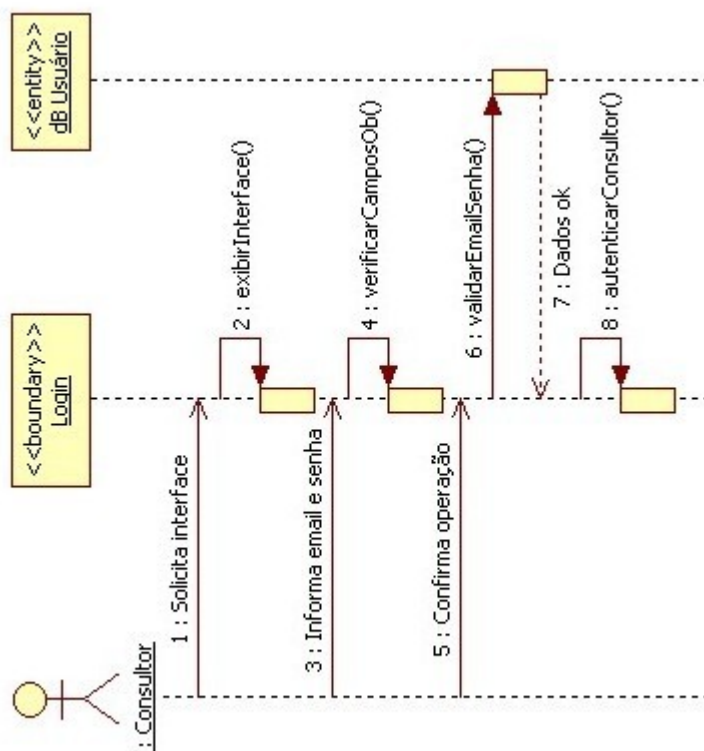 : Consultor
<<boundary>>
Login
<<entity>>
dB Usuário
1 : Solicita interface
2 : exibirInterface()
3 : Informa email e senha
4 : verificarCamposOb()
5 : Confirma operação
6 : validarEmailSenha()
7 : Dados ok
8 : autenticarConsultor()